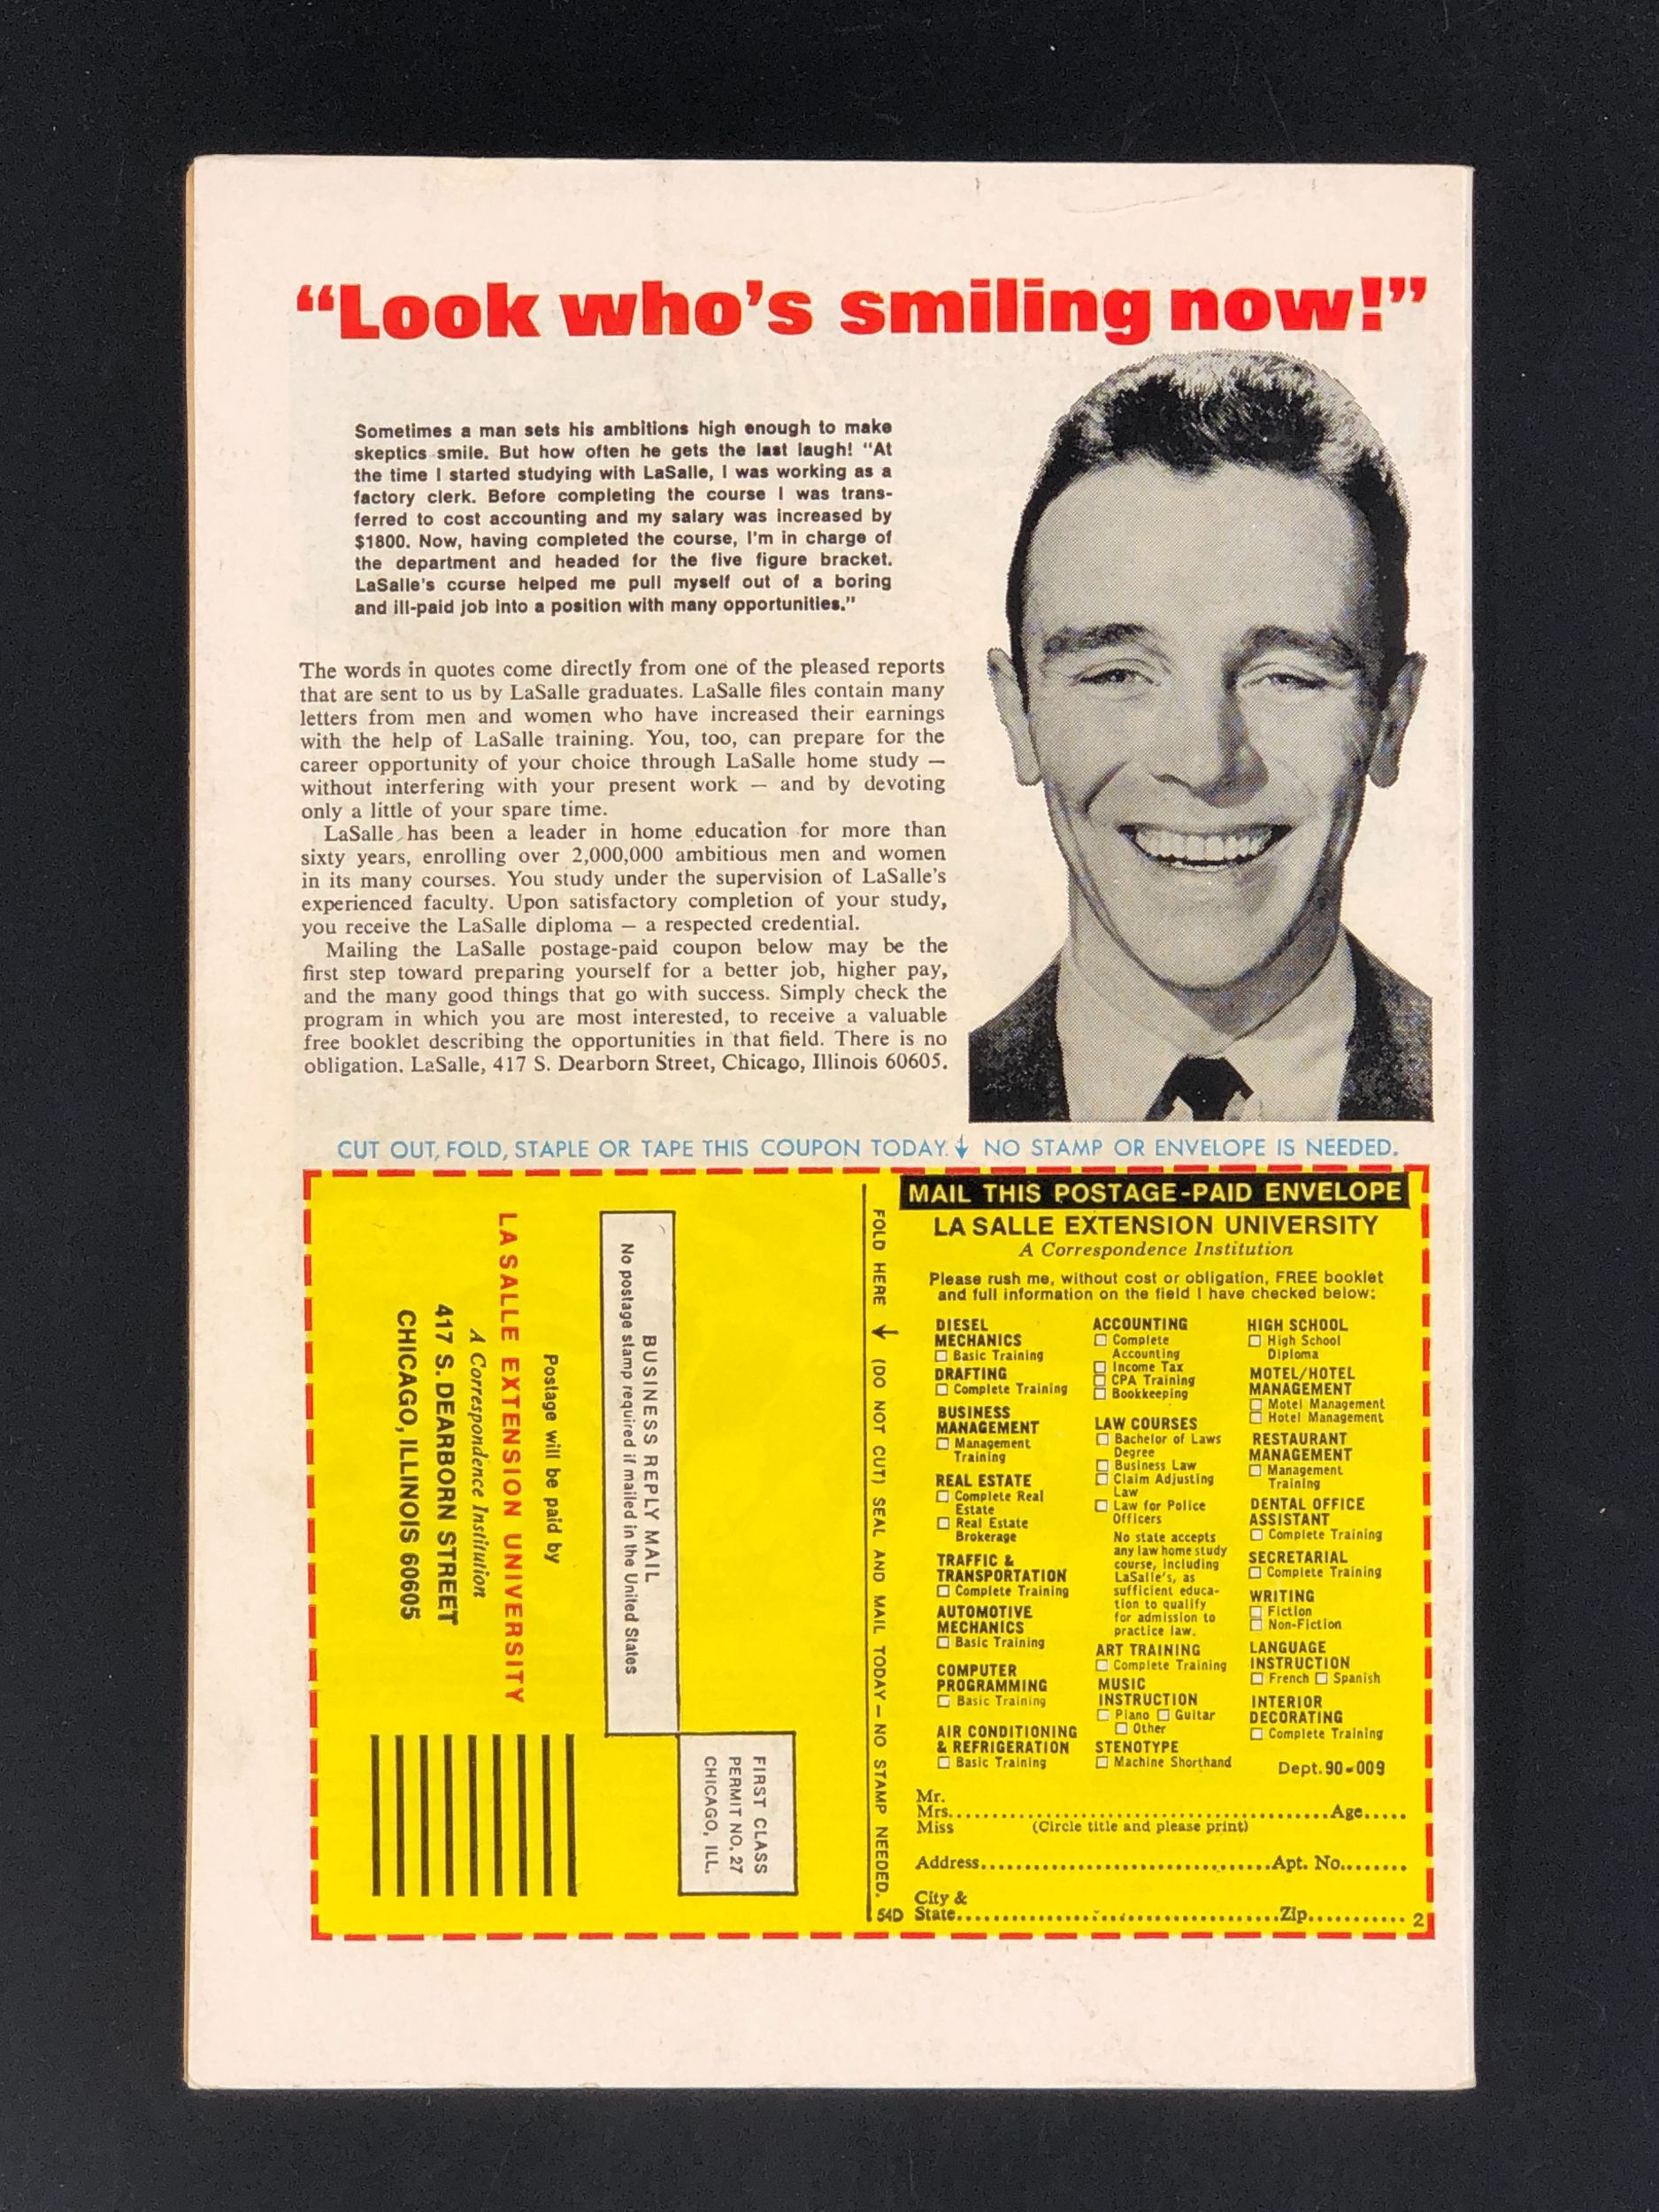 “Look who’s smiling now!”
Sometimes a man sets his ambitions high enough to make
skeptics smile. But how often he gets the last laugh! “At
the time I started studying with LaSalle, I was working as a
factory clerk. Before completing the course I was trans-
ferred to cost accounting and my salary was increased by
$1800. Now, having completed the course, I’m in charge of
the department and headed for the five figure bracket.
LaSalle’s course helped me pull myself out of a boring
and ill-paid job into a position with many opportunities.”
The words in quotes come directly from one of the pleased reports
that are sent to us by LaSalle graduates. LaSalle files contain many
letters from men and women who have increased their earnings
with the help of LaSalle training. You, too, can prepare for the
career opportunity of your choice through LaSalle home study —
without interfering with your present work — and by devoting
only a little of your spare time.
LaSalle has been a leader in home education for more than
sixty years, enrolling over 2,000,000 ambitious men and women
in its many courses. You study under the supervision of LaSalle’s
experienced faculty. Upon satisfactory completion of your study,
you receive the LaSalle diploma — a respected credential.
Mailing the LaSalle postage-paid coupon below may be the
first step toward preparing yourself for a better job, higher pay,
and the many good things that go with success. Simply check the
program in which you are most interested, to receive a valuable
free booklet describing the opportunities in that field. There is no
obligation. LaSalle, 417 S. Dearborn Street, Chicago, Illinois 60605.
CUT OUT, FOLD, STAPLE OR TAPE THIS COUPON TODAY. ↓ NO STAMP OR ENVELOPE IS NEEDED.
FIRST CLASS
PERMIT NO. 27
CHICAGO, ILL.
BUSINESS REPLY MAIL
No postage stamp required if mailed in the United States
Postage will be paid by
LA SALLE EXTENSION UNIVERSITY
A Correspondence Institution
417 S. DEARBORN STREET
CHICAGO, ILLINOIS 60605
FOLD HERE ↓ (DO NOT CUT) SEAL AND MAIL TODAY – NO STAMP NEEDED.
54D
MAIL THIS POSTAGE-PAID ENVELOPE
LA SALLE EXTENSION UNIVERSITY
A Correspondence Institution
Please rush me, without cost or obligation, FREE booklet
and full information on the field I have checked below:
DIESEL
MECHANICS
☐ Basic Training
DRAFTING
☐ Complete Training
BUSINESS
MANAGEMENT
☐ Management
Training
REAL ESTATE
☐ Complete Real
Estate
☐ Real Estate
Brokerage
TRAFFIC &
TRANSPORTATION
☐ Complete Training
AUTOMOTIVE
MECHANICS
☐ Basic Training
COMPUTER
PROGRAMMING
☐ Basic Training
AIR CONDITIONING
& REFRIGERATION
☐ Basic Training
ACCOUNTING
☐ Complete
Accounting
☐ Income Tax
☐ CPA Training
☐ Bookkeeping
LAW COURSES
☐ Bachelor of Laws
Degree
☐ Business Law
☐ Claim Adjusting
Law
☐ Law for Police
Officers
No state accepts
any law home study
course, including
LaSalle’s, as
sufficient educa-
tion to qualify
for admission to
practice law.
ART TRAINING
☐ Complete Training
MUSIC
INSTRUCTION
☐ Piano ☐ Guitar
☐ Other
STENOTYPE
☐ Machine Shorthand
HIGH SCHOOL
☐ High School
Diploma
MOTEL/HOTEL
MANAGEMENT
☐ Motel Management
☐ Hotel Management
RESTAURANT
MANAGEMENT
☐ Management
Training
DENTAL OFFICE
ASSISTANT
☐ Complete Training
SECRETARIAL
☐ Complete Training
WRITING
☐ Fiction
☐ Non-Fiction
LANGUAGE
INSTRUCTION
☐ French ☐ Spanish
INTERIOR
DECORATING
☐ Complete Training
Dept. 90-009
Mr.
Mrs.......................................Age.....
Miss (Circle title and please print)
Address..............................Apt. No........
City &
State.................................Zip...........
2